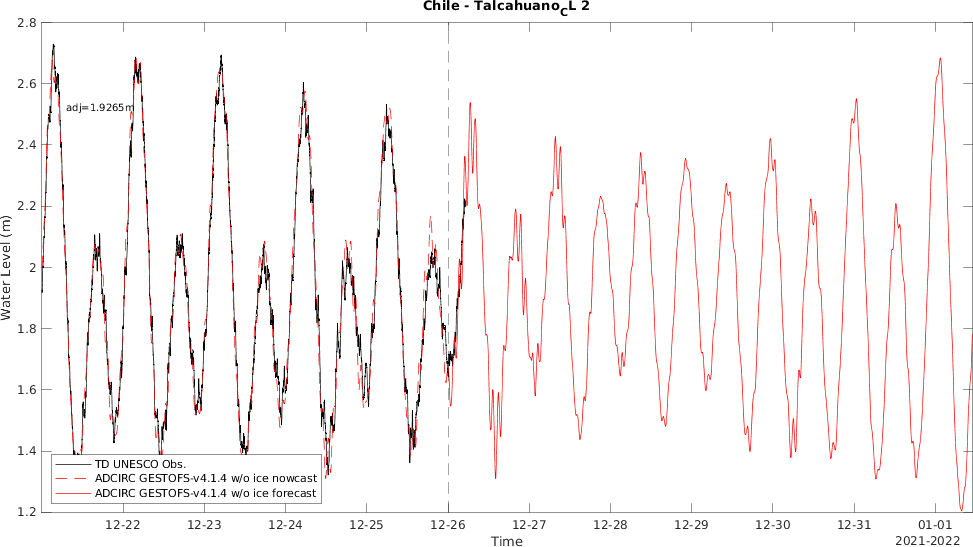 Chile - Talcahuano_CL 2
2.8
2.6
adj=1.9265m
2.4
2.2
2
1.8
1.6
1.4
1.2
Water Level (m)
TD UNESCO Obs.
ADCIRC GESTOFS-v4.1.4 w/o ice nowcast
ADCIRC GESTOFS-v4.1.4 w/o ice forecast
12-22 12-23 12-24 12-25 12-26 12-27 12-28 12-29 12-30 12-31 01-01
Time
2021-2022